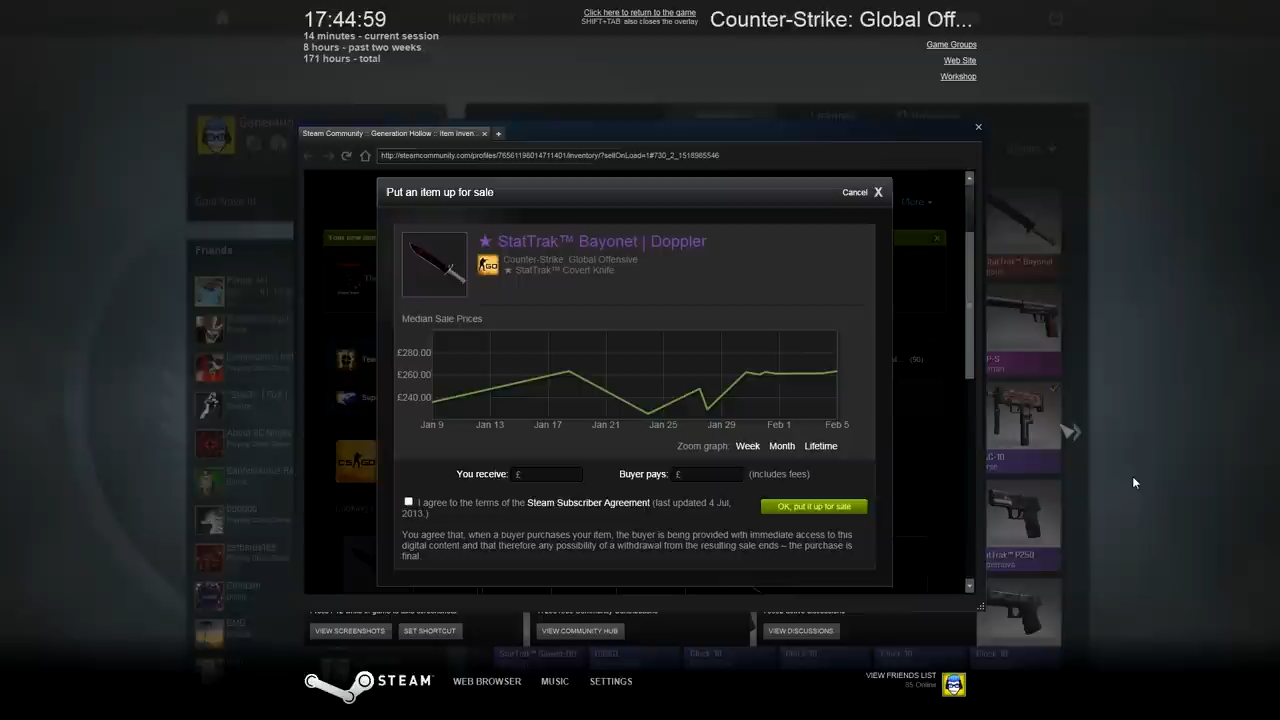 17:44:59
14 minutes - current session
8 hours - past two weeks
171 hours - total
Click here to return to the game
SHIFT+TAB also closes the overlay
Counter-Strike: Global Off...
Game Groups
Web Site
Workshop
INVENTORY
Steam Community :: Generation Hollow :: Item Inven...
http://steamcommunity.com/profiles/76561198014711401/inventory/?sellOnLoad=1#730_2_1518985546
Put an item up for sale
Cancel X
More
★ StatTrak™ Bayonet | Doppler
Counter-Strike: Global Offensive
★ StatTrak™ Covert Knife
Median Sale Prices
£280.00
£260.00
£240.00
Jan 9 Jan 13 Jan 17 Jan 21 Jan 25 Jan 29 Feb 1 Feb 5
Zoom graph: Week Month Lifetime
You receive: £ Buyer pays: £ (includes fees)
I agree to the terms of the Steam Subscriber Agreement (last updated 4 Jul,
2013.)
OK, put it up for sale
You agree that, when a buyer purchases your item, the buyer is being provided with immediate access to this
digital content and that therefore any possibility of a withdrawal from the resulting sale ends – the purchase is
final.
Friends
VIEW SCREENSHOTS
SET SHORTCUT
VIEW COMMUNITY HUB
VIEW DISCUSSIONS
STEAM
WEB BROWSER
MUSIC
SETTINGS
VIEW FRIENDS LIST
85 Online